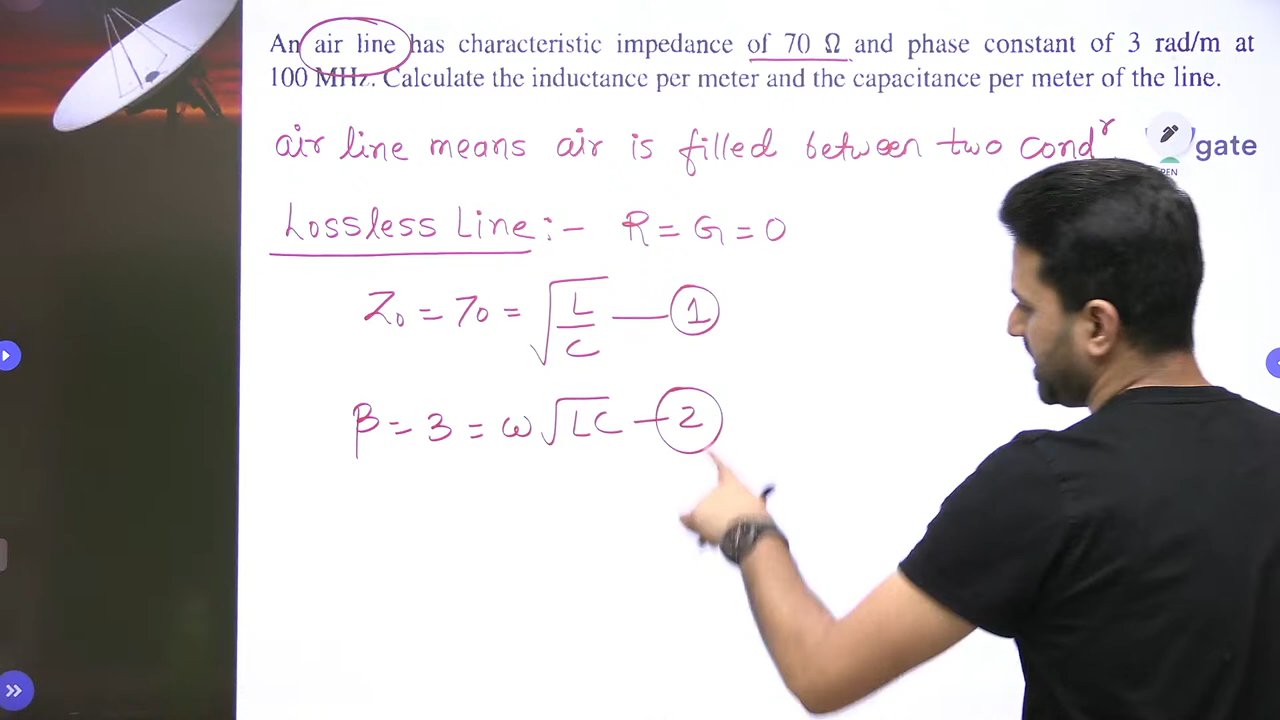 An air line has characteristic impedance of 70 Ω and phase constant of 3 rad/m at
100 MHz. Calculate the inductance per meter and the capacitance per meter of the line.
air line means air is filled between two cond^r
gate
PEN
Lossless Line:- R = G = 0
Z₀ = 70 = √(L/C) — ①
β = 3 = ω√LC — ②